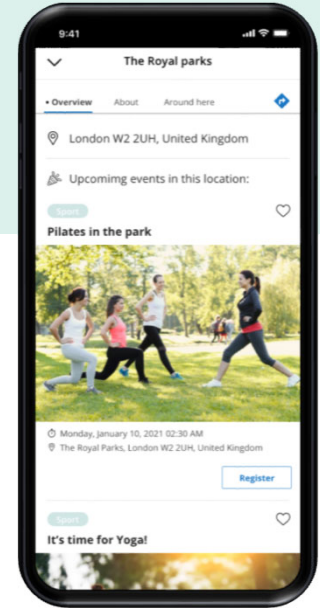 9:41
The Royal parks
• Overview About Around here
London W2 2UH, United Kingdom
Upcomimg events in this location:
Sport
Pilates in the park
Monday, January 10, 2021 02:30 AM
The Royal Parks, London W2 2UH, United Kingdom
Register
Sport
It's time for Yoga!